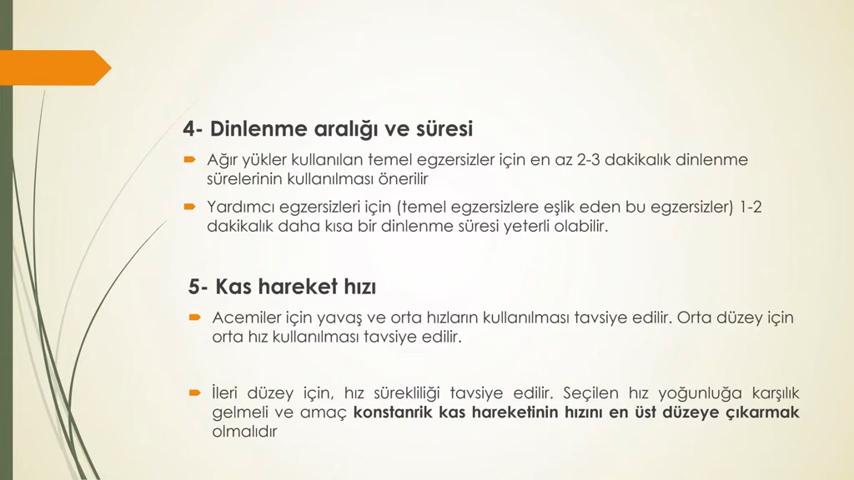 4- Dinlenme aralığı ve süresi
Ağır yükler kullanılan temel egzersizler için en az 2-3 dakikalık dinlenme
sürelerinin kullanılması önerilir
Yardımcı egzersizleri için (temel egzersizlere eşlik eden bu egzersizler) 1-2
dakikalık daha kısa bir dinlenme süresi yeterli olabilir.
5- Kas hareket hızı
Acemiler için yavaş ve orta hızların kullanılması tavsiye edilir. Orta düzey için
orta hız kullanılması tavsiye edilir.
İleri düzey için, hız sürekliliği tavsiye edilir. Seçilen hız yoğunluğa karşılık
gelmeli ve amaç konstanrik kas hareketinin hızını en üst düzeye çıkarmak
olmalıdır